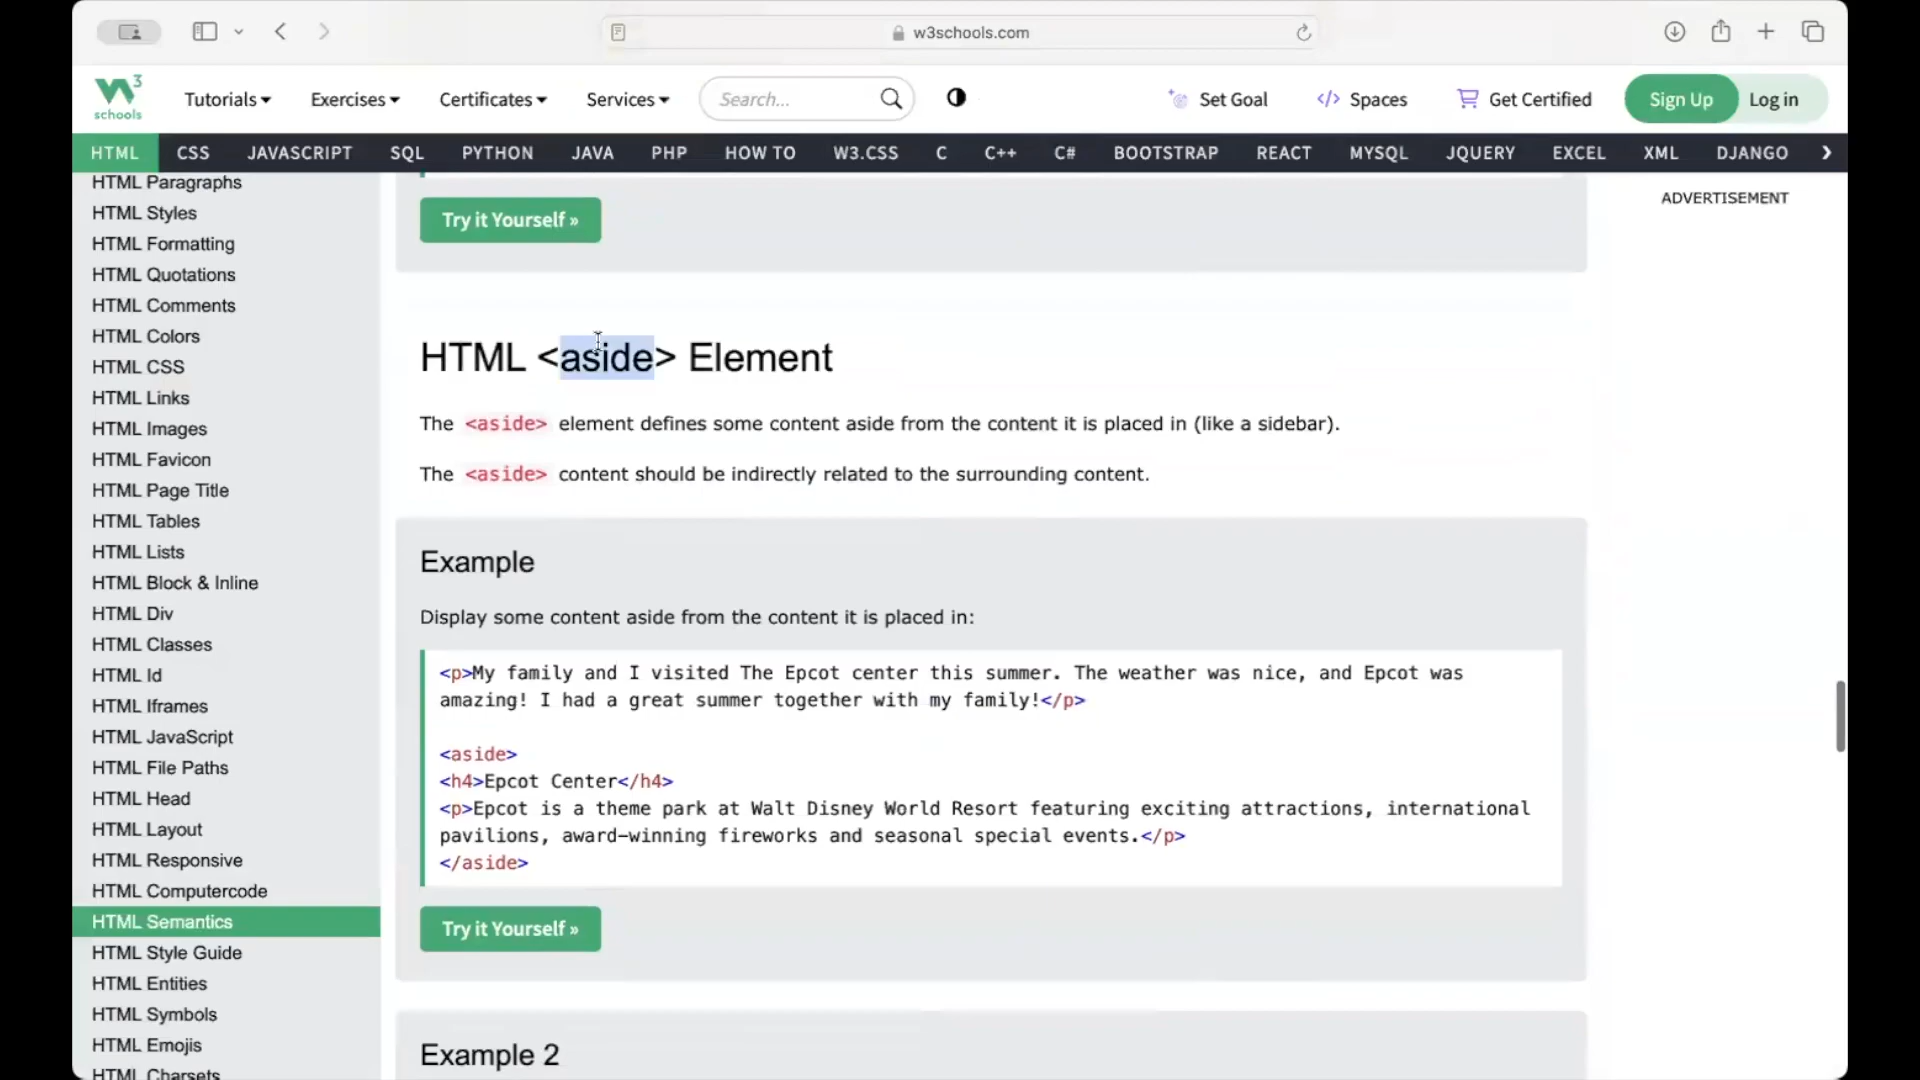 w3schools.com
W3 schools
Tutorials
Exercises
Certificates
Services
Search...
Set Goal
Spaces
Get Certified
Sign Up
Log in
HTML CSS JAVASCRIPT SQL PYTHON JAVA PHP HOW TO W3.CSS C C++ C# BOOTSTRAP REACT MYSQL JQUERY EXCEL XML DJANGO ❯
HTML Paragraphs
HTML Styles
HTML Formatting
HTML Quotations
HTML Comments
HTML Colors
HTML CSS
HTML Links
HTML Images
HTML Favicon
HTML Page Title
HTML Tables
HTML Lists
HTML Block & Inline
HTML Div
HTML Classes
HTML Id
HTML Iframes
HTML JavaScript
HTML File Paths
HTML Head
HTML Layout
HTML Responsive
HTML Computercode
HTML Semantics
HTML Style Guide
HTML Entities
HTML Symbols
HTML Emojis
HTML Charsets
Try it Yourself »
HTML <aside> Element
The <aside> element defines some content aside from the content it is placed in (like a sidebar).
The <aside> content should be indirectly related to the surrounding content.
Example
Display some content aside from the content it is placed in:
<p>My family and I visited The Epcot center this summer. The weather was nice, and Epcot was
amazing! I had a great summer together with my family!</p>
<aside>
<h4>Epcot Center</h4>
<p>Epcot is a theme park at Walt Disney World Resort featuring exciting attractions, international
pavilions, award-winning fireworks and seasonal special events.</p>
</aside>
Try it Yourself »
Example 2
ADVERTISEMENT